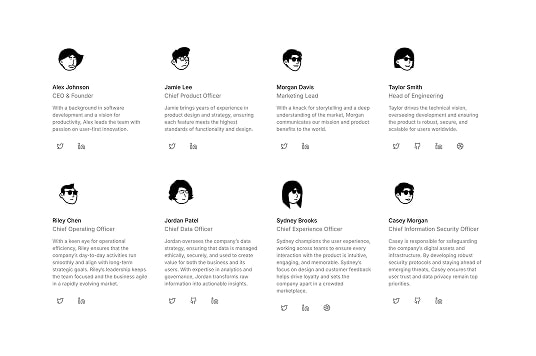 Alex Johnson
CEO & Founder
With a background in software
development and a vision for
productivity, Alex leads the team with
passion on user-first innovation.
Jamie Lee
Chief Product Officer
Jamie brings years of experience in
product design and strategy, ensuring
each feature meets the highest
standards of functionality and design.
Morgan Davis
Marketing Lead
With a knack for storytelling and a deep
understanding of the market, Morgan
communicates our mission and product
benefits to the world.
Taylor Smith
Head of Engineering
Taylor drives the technical vision,
overseeing development and ensuring
the product is robust, secure, and
scalable for users worldwide.
Riley Chen
Chief Operating Officer
With a keen eye for operational
efficiency, Riley ensures that the
company's day-to-day activities run
smoothly and align with long-term
strategic goals. Riley's leadership keeps
the team focused and the business agile
in a rapidly evolving market.
Jordan Patel
Chief Data Officer
Jordan oversees the company's data
strategy, ensuring that data is managed
ethically, securely, and used to create
value for both the business and its
users. With expertise in analytics and
governance, Jordan transforms raw
information into actionable insights.
Sydney Brooks
Chief Experience Officer
Sydney champions the user experience,
working across teams to ensure every
interaction with the product is intuitive,
engaging, and memorable. Sydney's
focus on design and customer feedback
helps drive loyalty and sets the
company apart in a crowded
marketplace.
Casey Morgan
Chief Information Security Officer
Casey is responsible for safeguarding
the company's digital assets and
infrastructure. By developing robust
security protocols and staying ahead of
emerging threats, Casey ensures that
user trust and data privacy remain top
priorities.